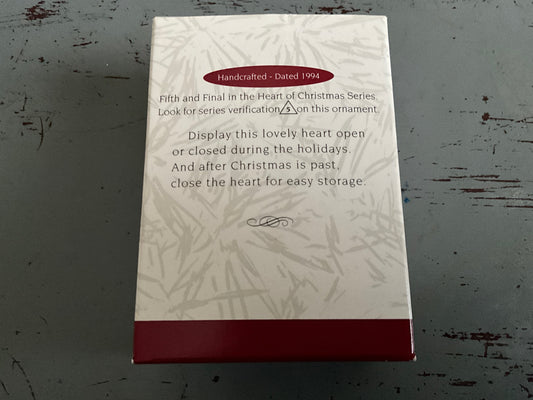 Handcrafted - Dated 1994
Fifth and Final in the Heart of Christmas Series.
Look for series verification 5 on this ornament.
Display this lovely heart open
or closed during the holidays.
And after Christmas is past,
close the heart for easy storage.